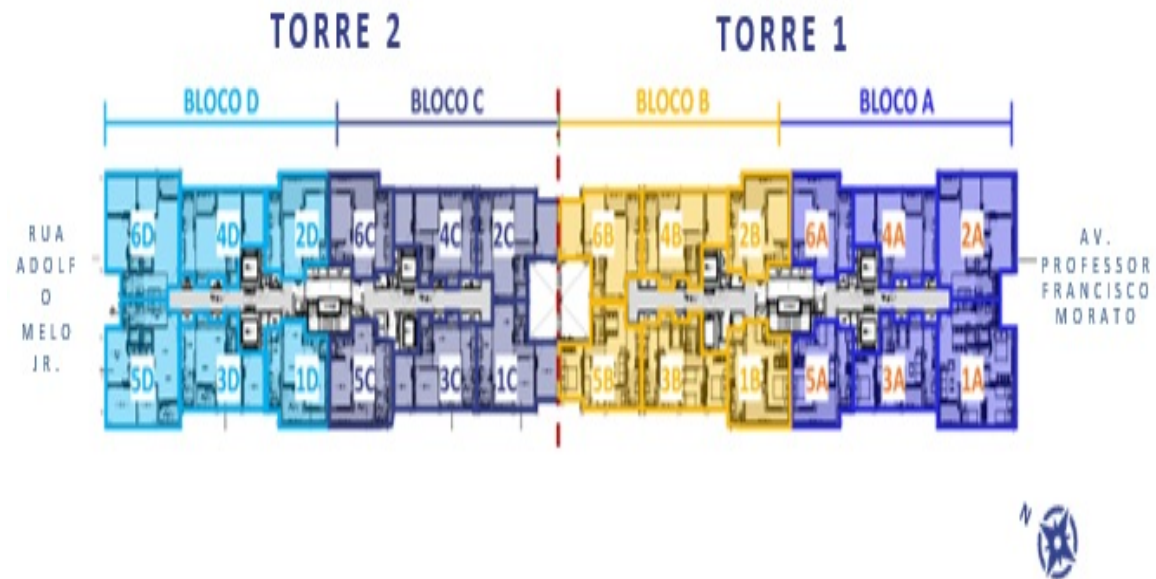 TORRE 2
TORRE 1
BLOCO D
BLOCO C
BLOCO B
BLOCO A
6D
4D
2D
6C
4C
2C
6B
4B
2B
6A
4A
2A
RUA
ADOLF
O
MELO
JR.
AV.
PROFESSOR
FRANCISCO
MORATO
5D
3D
1D
5C
3C
1C
5B
3B
1B
5A
3A
1A
N